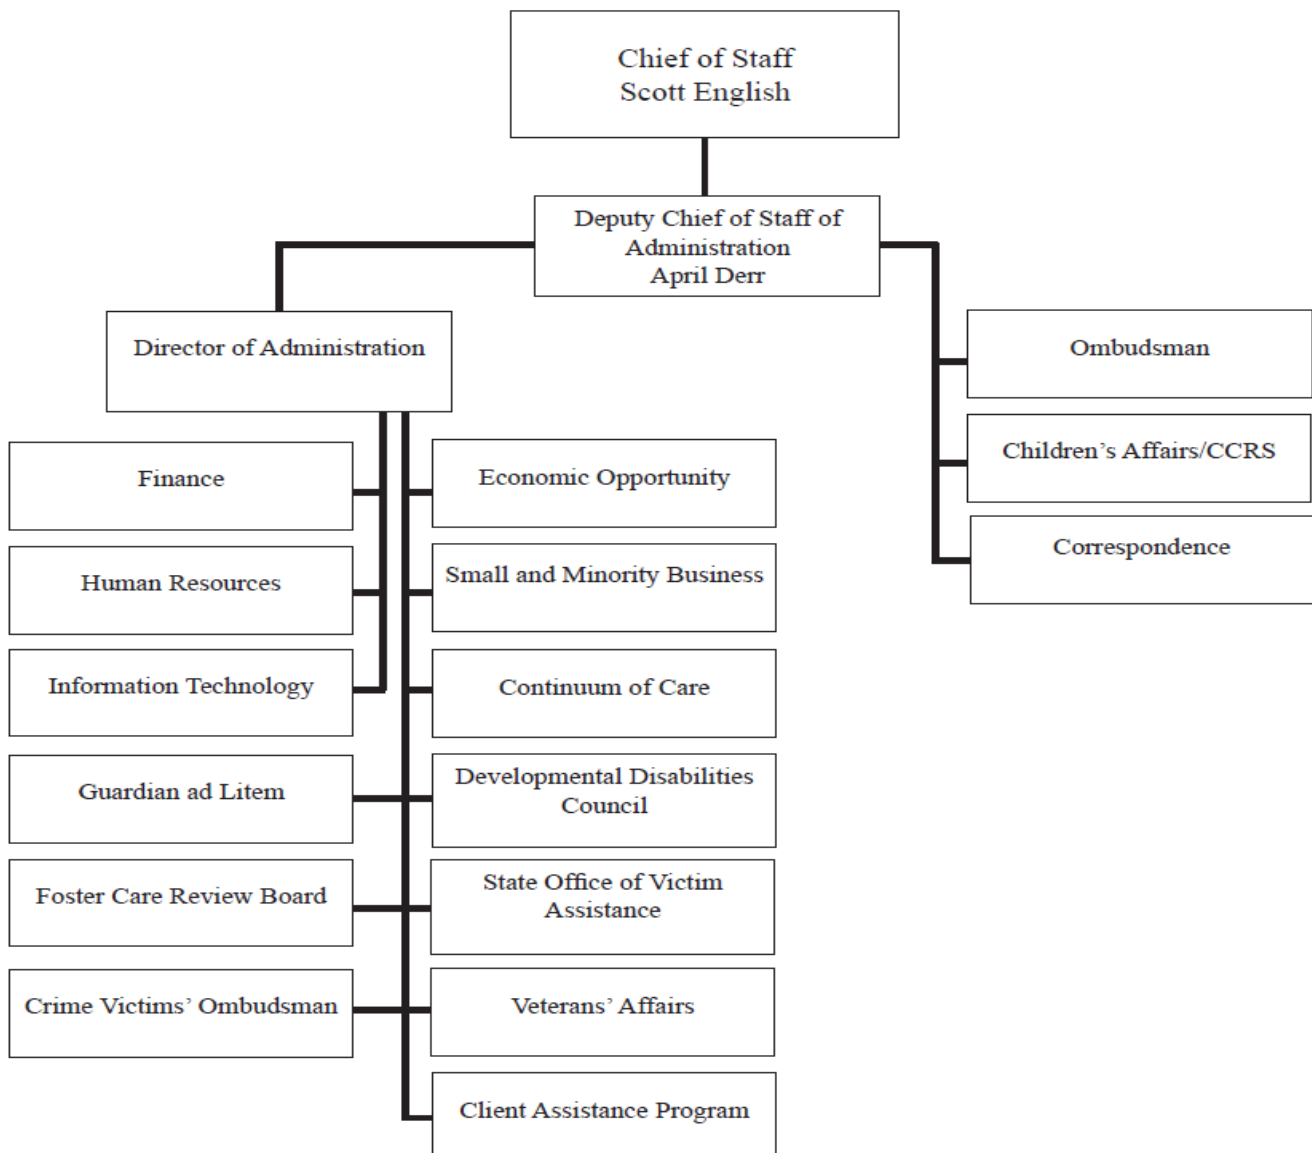 Chief of Staff
Scott English
Deputy Chief of Staff of
Administration
April Derr
Director of Administration
Ombudsman
Children’s Affairs/CCRS
Correspondence
Finance
Economic Opportunity
Human Resources
Small and Minority Business
Information Technology
Continuum of Care
Guardian ad Litem
Developmental Disabilities
Council
Foster Care Review Board
State Office of Victim
Assistance
Crime Victims’ Ombudsman
Veterans’ Affairs
Client Assistance Program